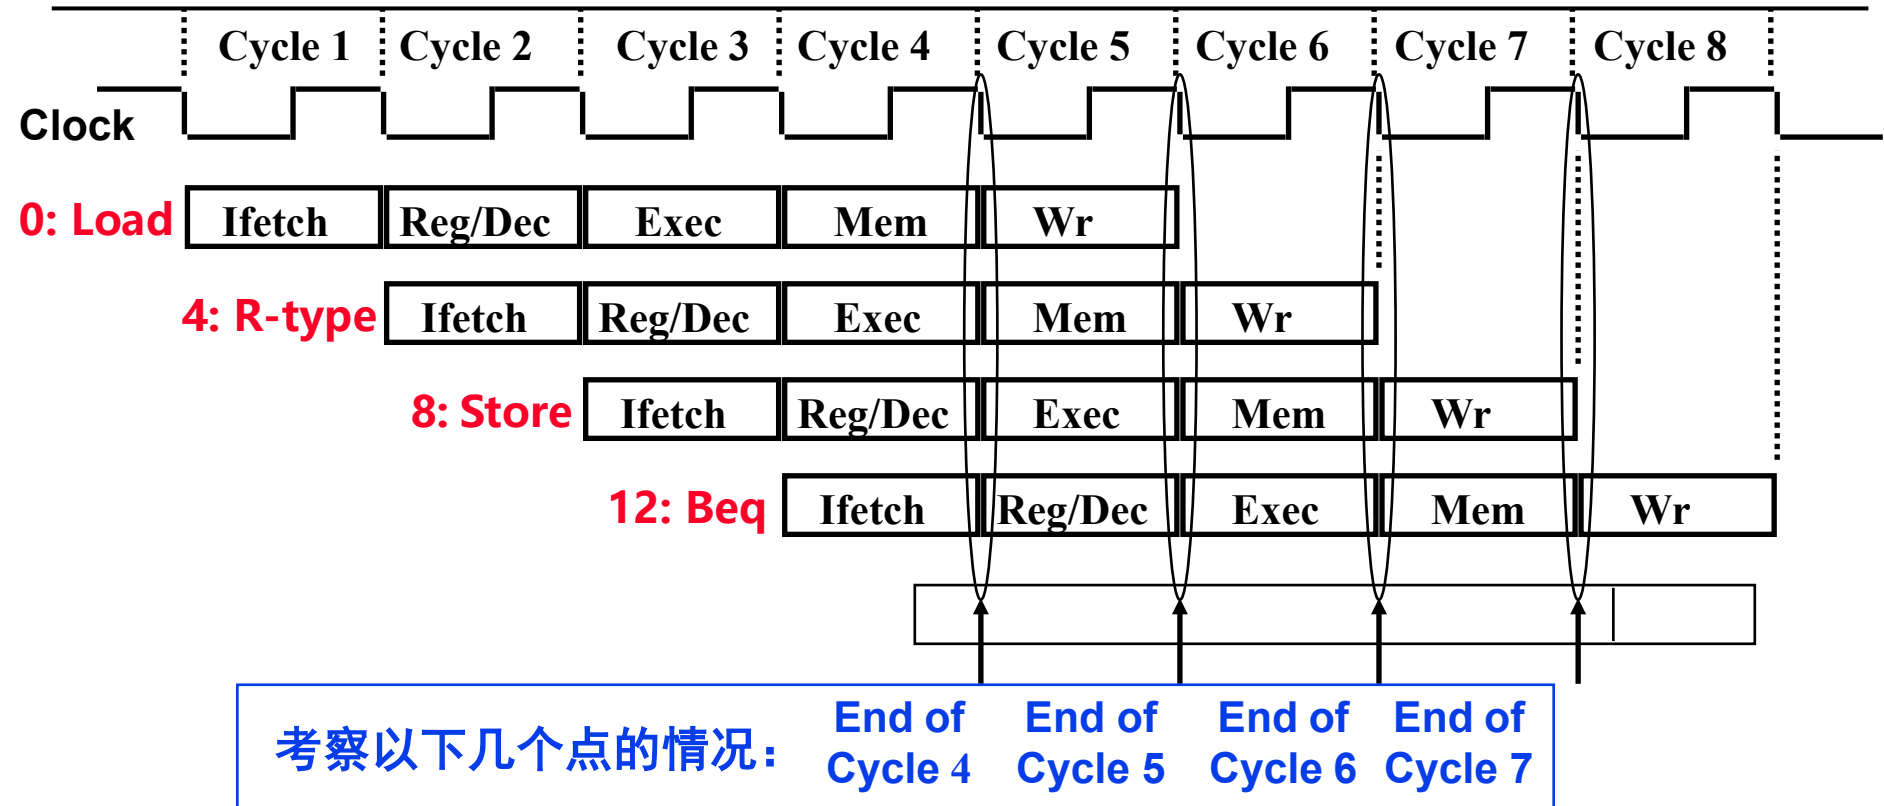 Cycle 1 Cycle 2 Cycle 3 Cycle 4 Cycle 5 Cycle 6 Cycle 7 Cycle 8
Clock
0: Load Ifetch Reg/Dec Exec Mem Wr
4: R-type Ifetch Reg/Dec Exec Mem Wr
8: Store Ifetch Reg/Dec Exec Mem Wr
12: Beq Ifetch Reg/Dec Exec Mem Wr
考察以下几个点的情况:
End of Cycle 4
End of Cycle 5
End of Cycle 6
End of Cycle 7